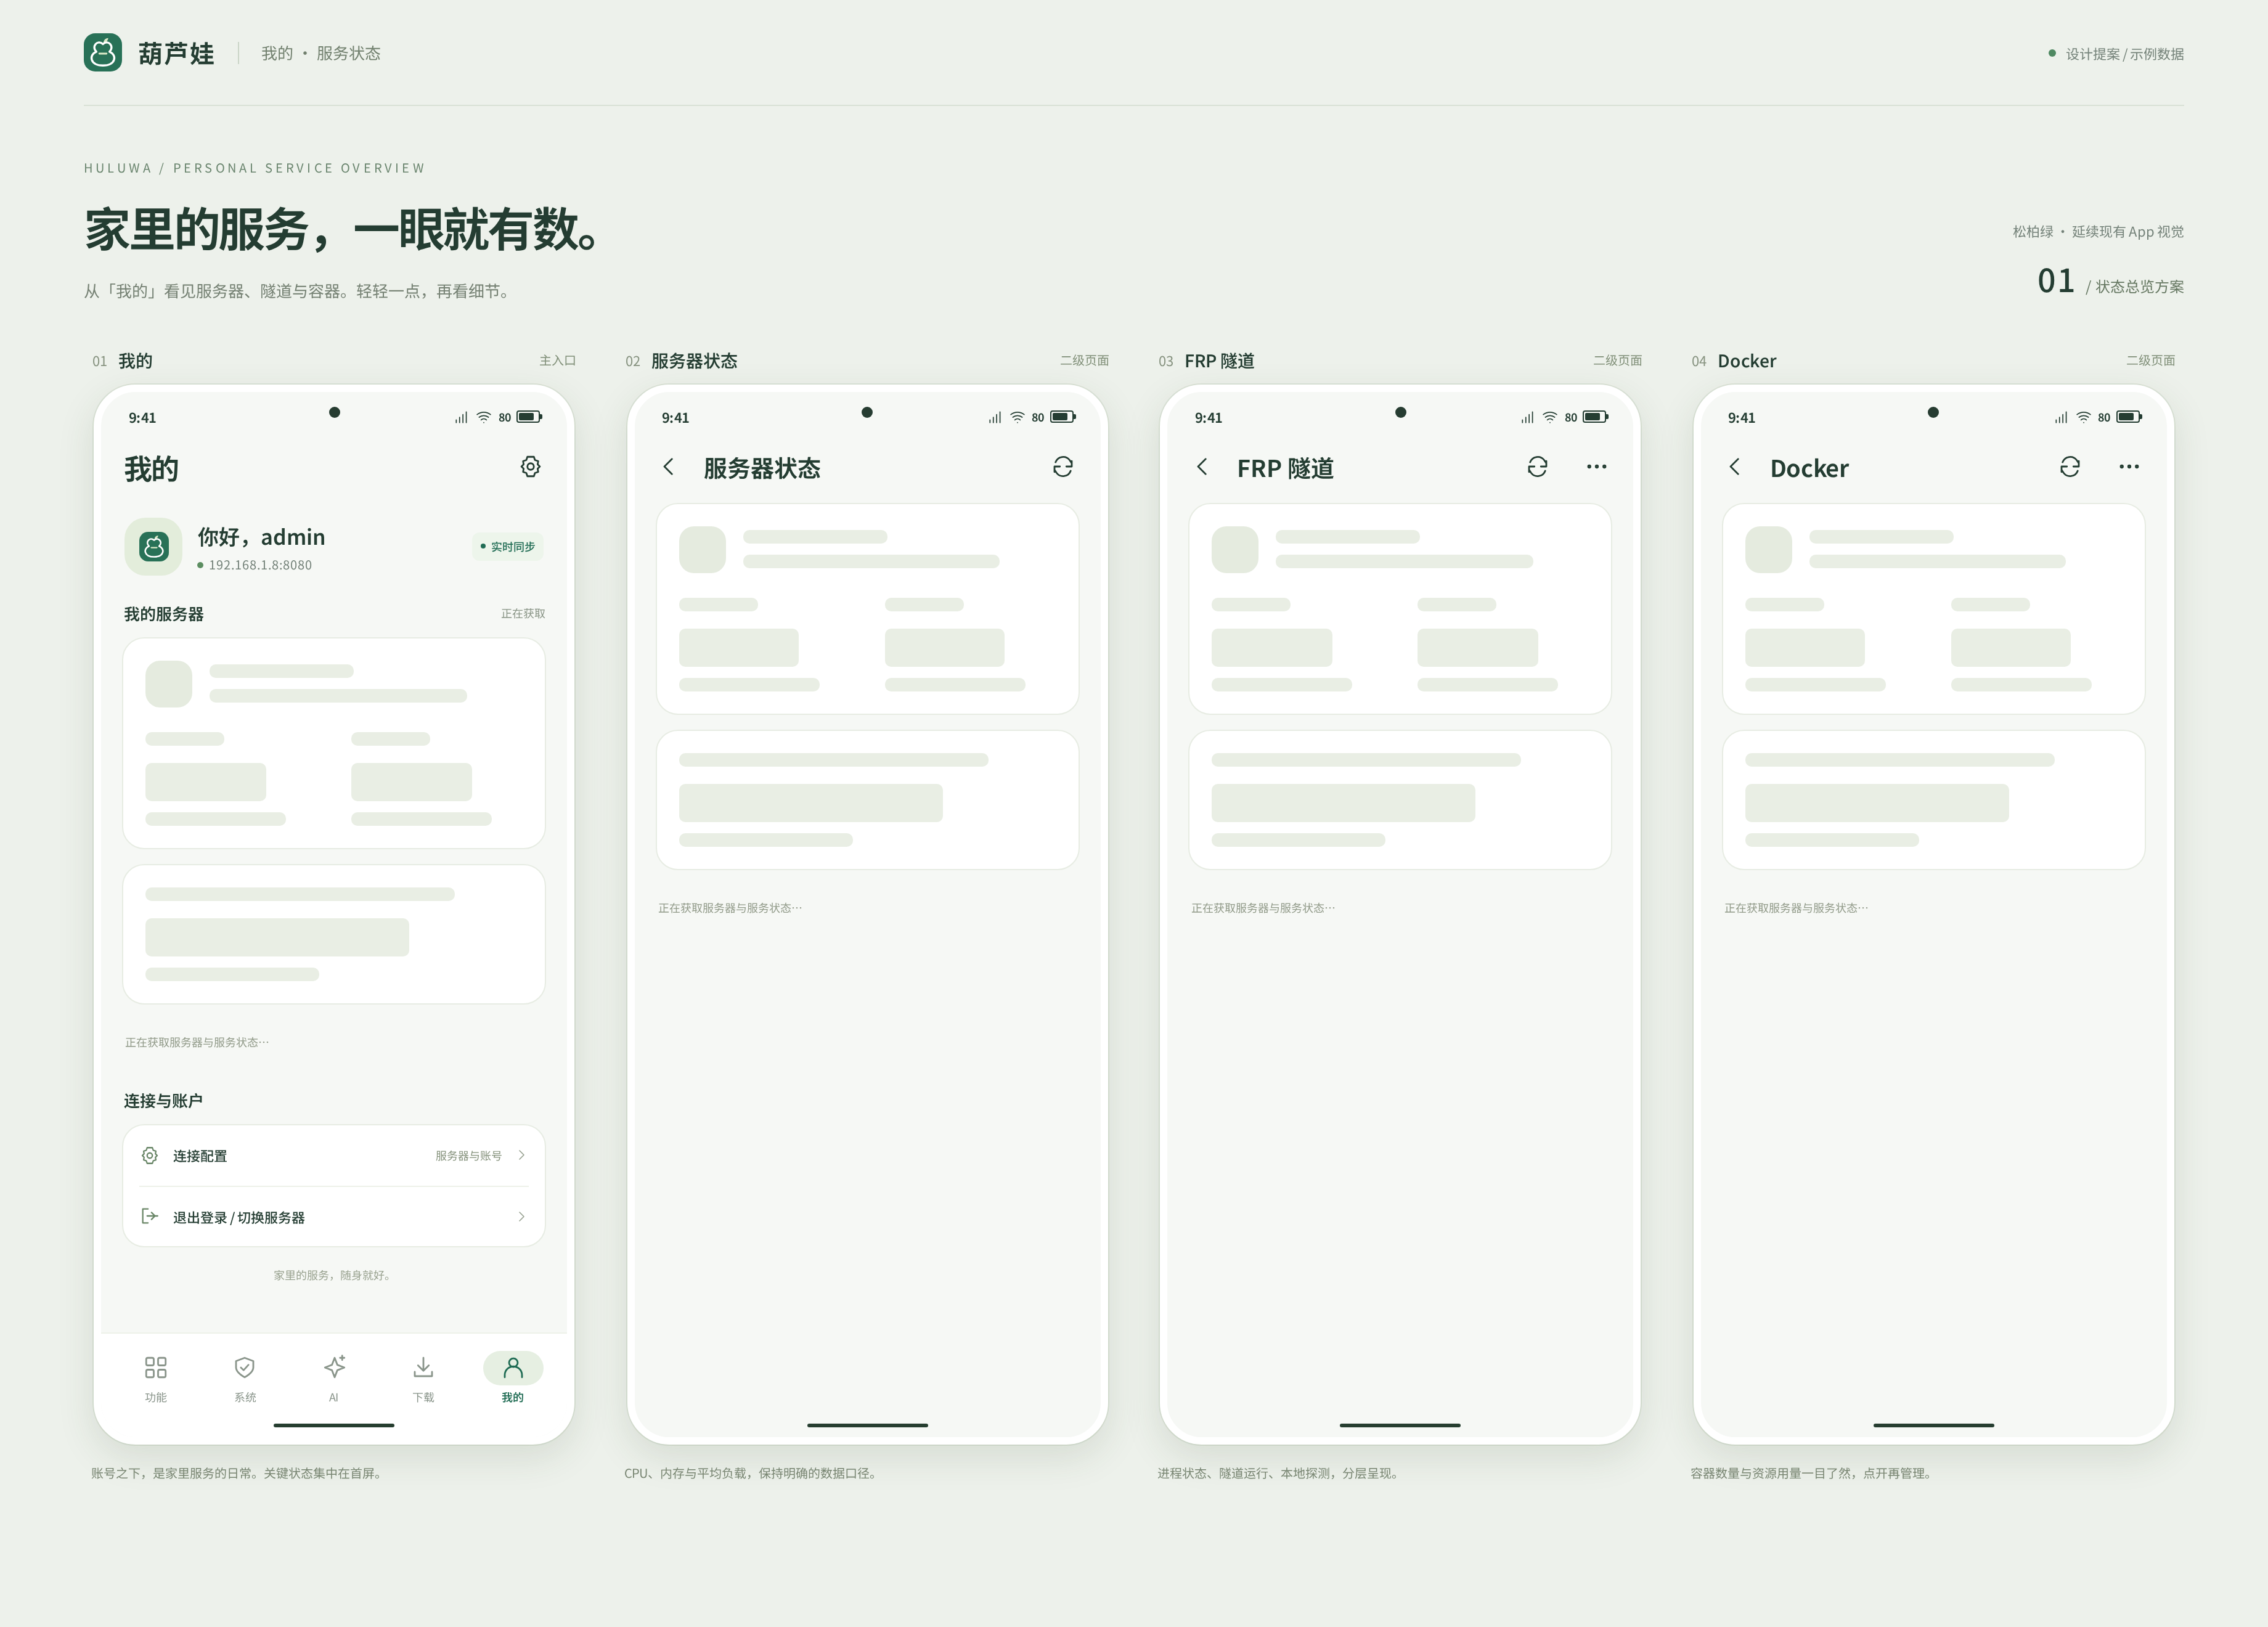 葫芦娃 我的 · 服务状态
设计提案 / 示例数据
HULUWA / PERSONAL SERVICE OVERVIEW
家里的服务，一眼就有数。
从「我的」看见服务器、隧道与容器。轻轻一点，再看细节。
松柏绿 · 延续现有 App 视觉
01 / 状态总览方案
01 我的 主入口
9:41 80
我的
你好，admin
192.168.1.8:8080
实时同步
我的服务器 正在获取
正在获取服务器与服务状态…
连接与账户
连接配置 服务器与账号
退出登录 / 切换服务器
家里的服务，随身就好。
功能 系统 AI 下载 我的
账号之下，是家里服务的日常。关键状态集中在首屏。
02 服务器状态 二级页面
9:41 80
服务器状态
正在获取服务器与服务状态…
CPU、内存与平均负载，保持明确的数据口径。
03 FRP 隧道 二级页面
9:41 80
FRP 隧道
正在获取服务器与服务状态…
进程状态、隧道运行、本地探测，分层呈现。
04 Docker 二级页面
9:41 80
Docker
正在获取服务器与服务状态…
容器数量与资源用量一目了然，点开再管理。